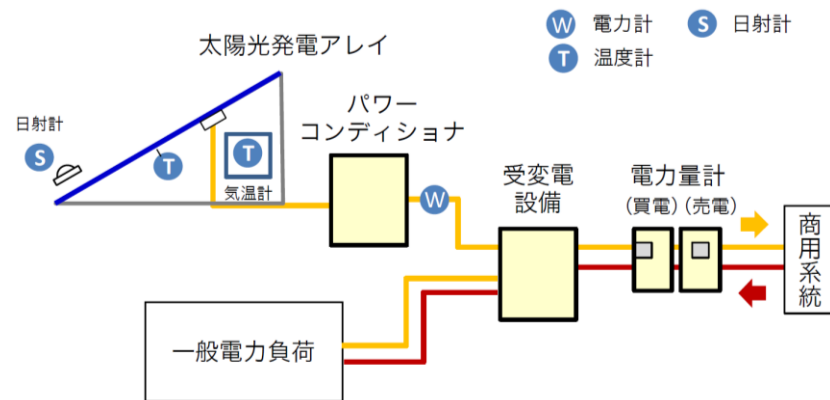 W 電力計 S 日射計
T 温度計
太陽光発電アレイ
日射計
S
T
T
気温計
パワー
コンディショナ
W
受変電
設備
電力量計
(買電)(売電)
商用系統
一般電力負荷